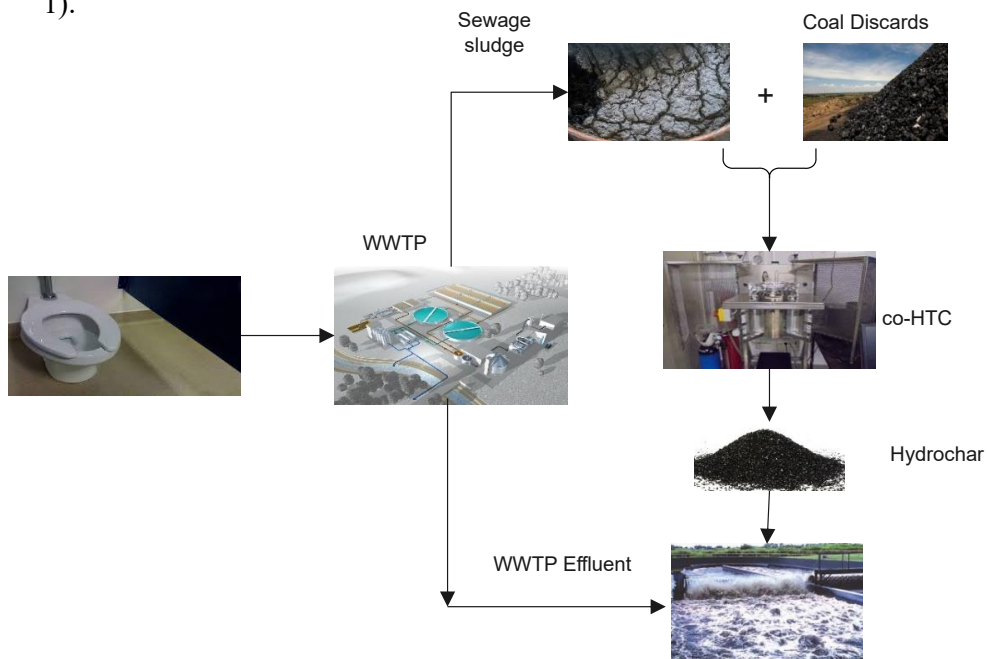 1).
Sewage
sludge
Coal Discards
+
WWTP
co-HTC
Hydrochar
WWTP Effluent